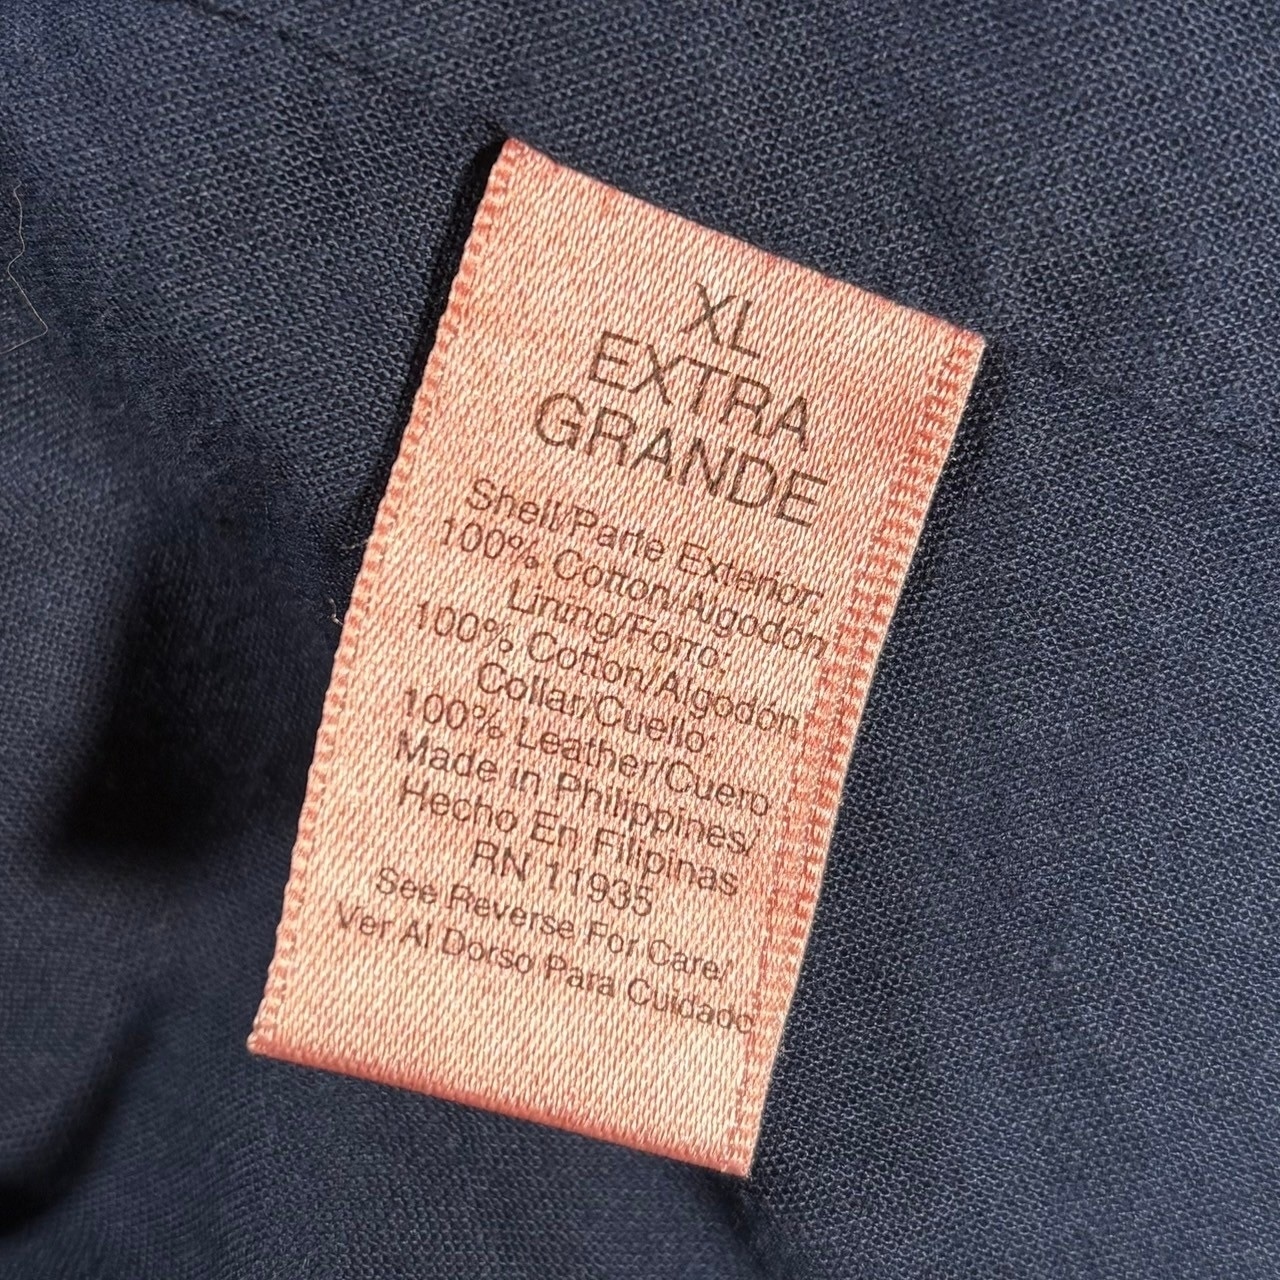 XL
EXTRA
GRANDE
Shell/Parte Exterior:
100% Cotton/Algodón
Lining/Forro:
100% Cotton/Algodon
Collar/Cuello:
100% Leather/Cuero
Made in Philippines/
Hecho En Filipinas
RN 11935
See Reverse For Care/
Ver Al Dorso Para Cuidado